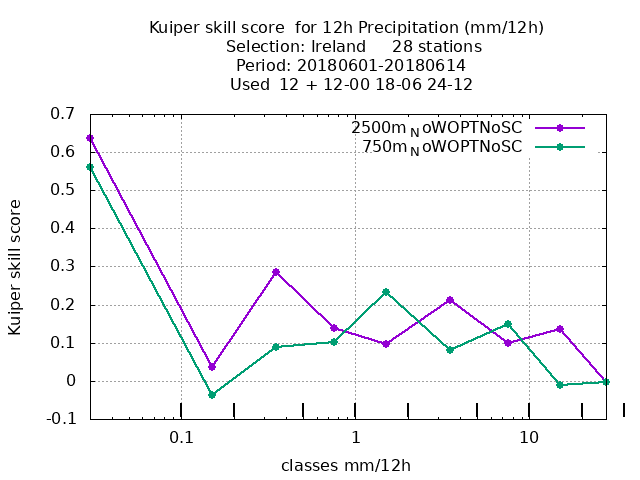 Kuiper skill score  for 12h Precipitation (mm/12h)
Selection: Ireland     28 stations
Period: 20180601-20180614
Used  12 + 12-00 18-06 24-12
2500m NoWOPTNoSC
750m NoWOPTNoSC
0.7
0.6
0.5
0.4
0.3
0.2
0.1
0
-0.1
Kuiper skill score
0.1
1
10
classes mm/12h